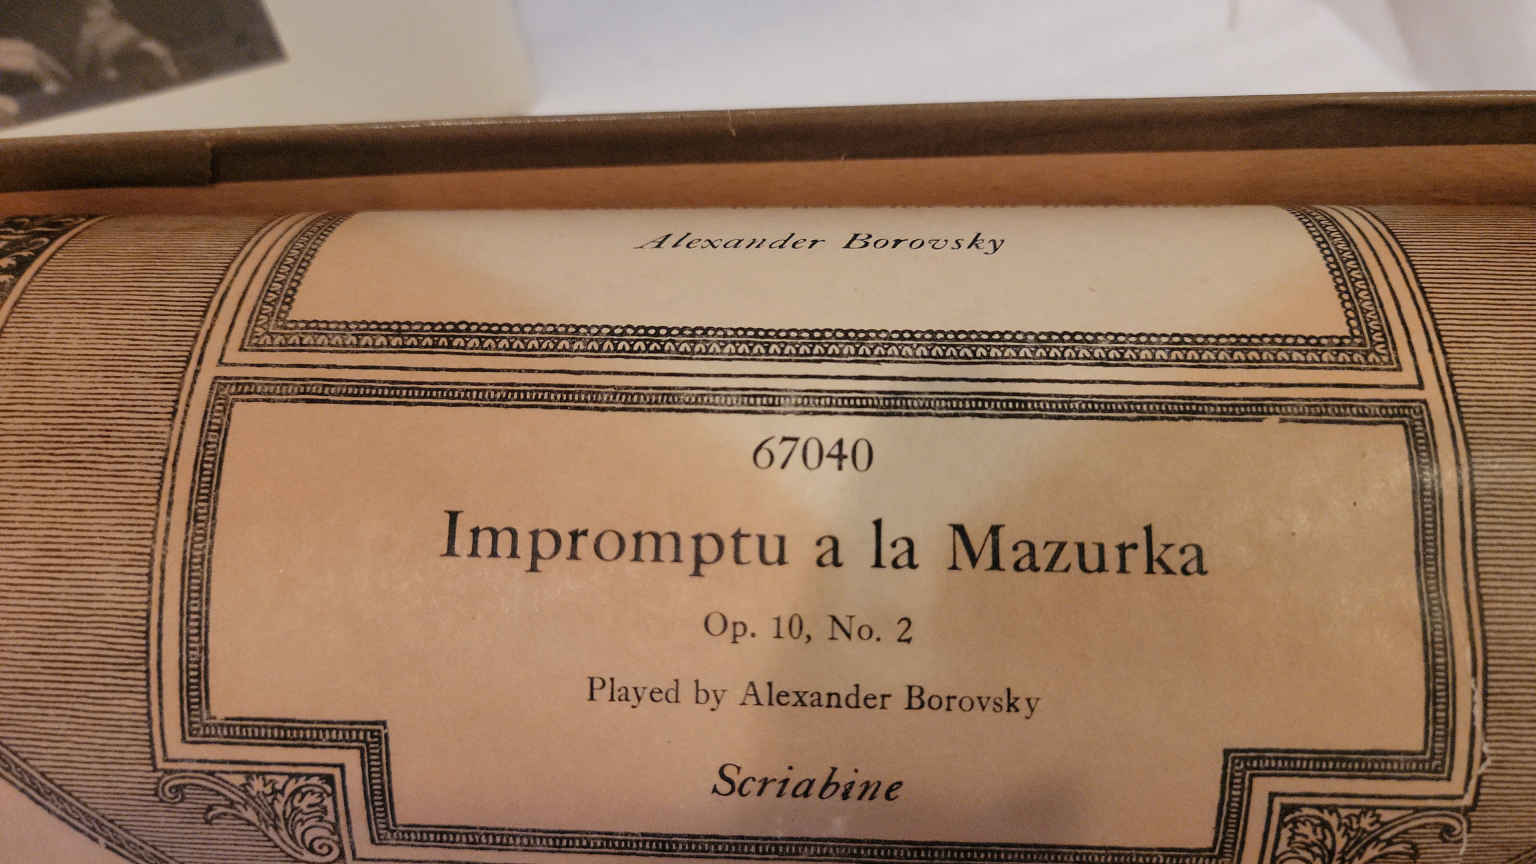 Alexander Borovsky
67040
Impromptu a la Mazurka
Op. 10, No. 2
Played by Alexander Borovsky
Scriabine